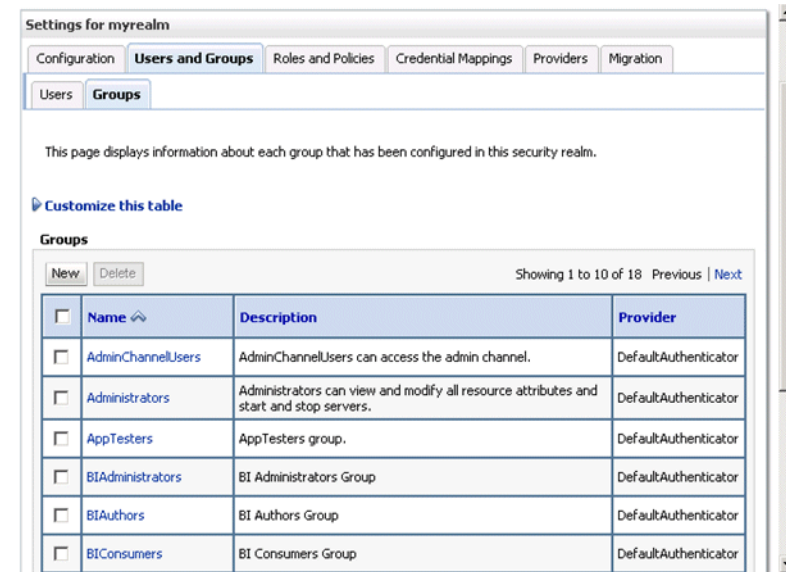 Settings for myrealm
Configuration Users and Groups Roles and Policies Credential Mappings Providers Migration
Users Groups
This page displays information about each group that has been configured in this security realm.
Customize this table
Groups
New Delete Showing 1 to 10 of 18 Previous | Next
Name Description Provider
AdminChannelUsers AdminChannelUsers can access the admin channel. DefaultAuthenticator
Administrators Administrators can view and modify all resource attributes and start and stop servers. DefaultAuthenticator
AppTesters AppTesters group. DefaultAuthenticator
BIAdministrators BI Administrators Group DefaultAuthenticator
BIAuthors BI Authors Group DefaultAuthenticator
BIConsumers BI Consumers Group DefaultAuthenticator